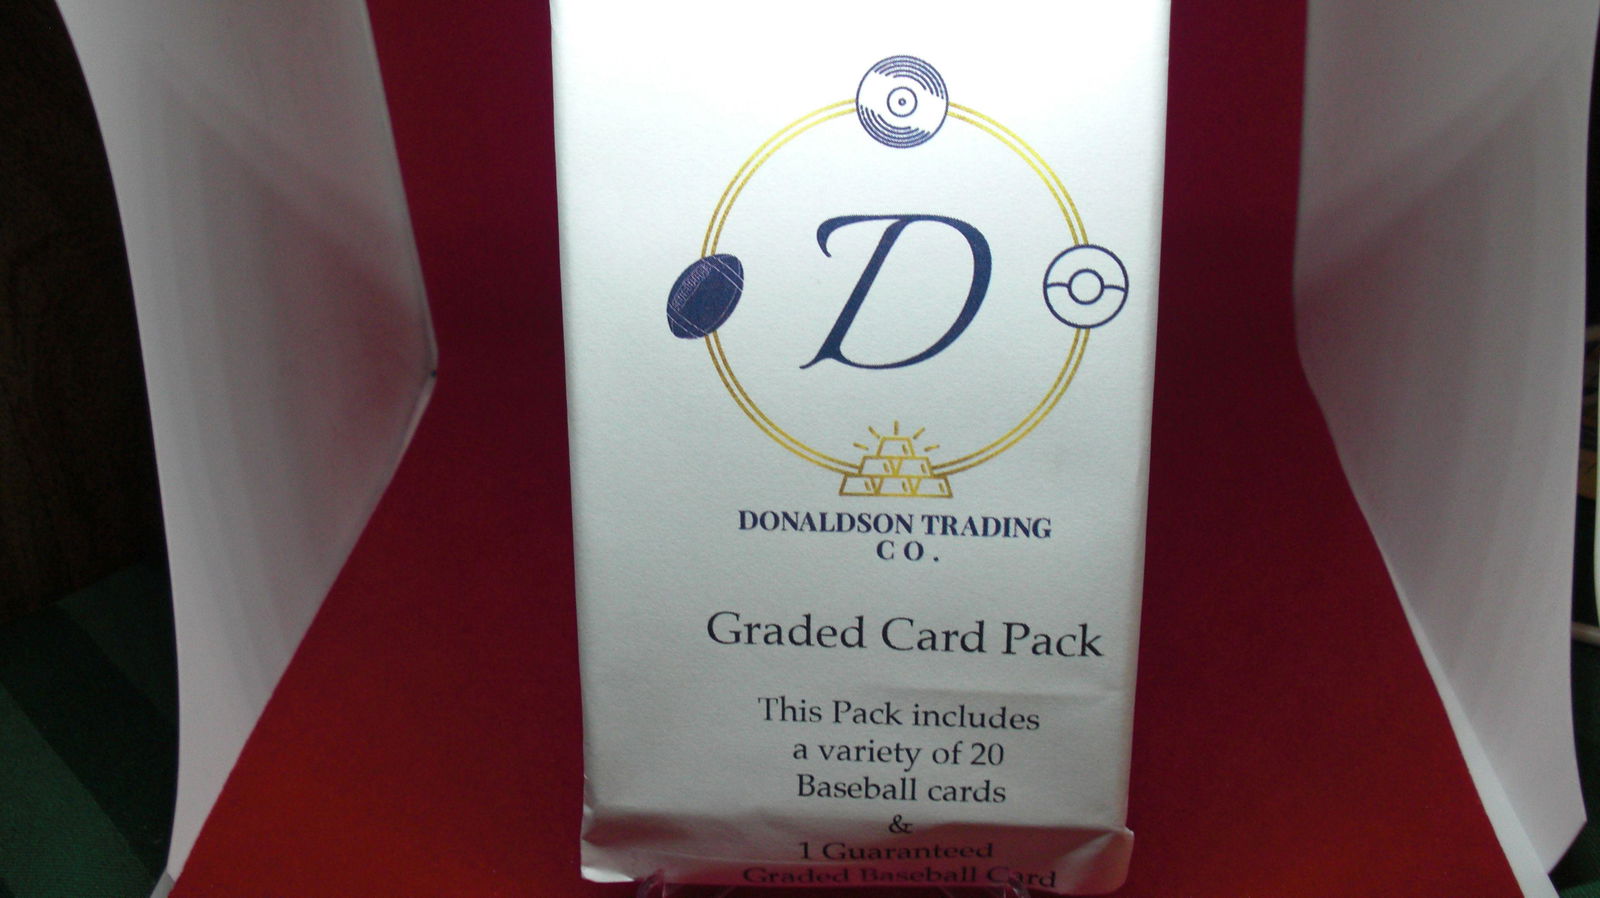 D
DONALDSON TRADING
CO.
Graded Card Pack
This Pack includes
a variety of 20
Baseball cards
&
1 Guaranteed
Graded Baseball Card